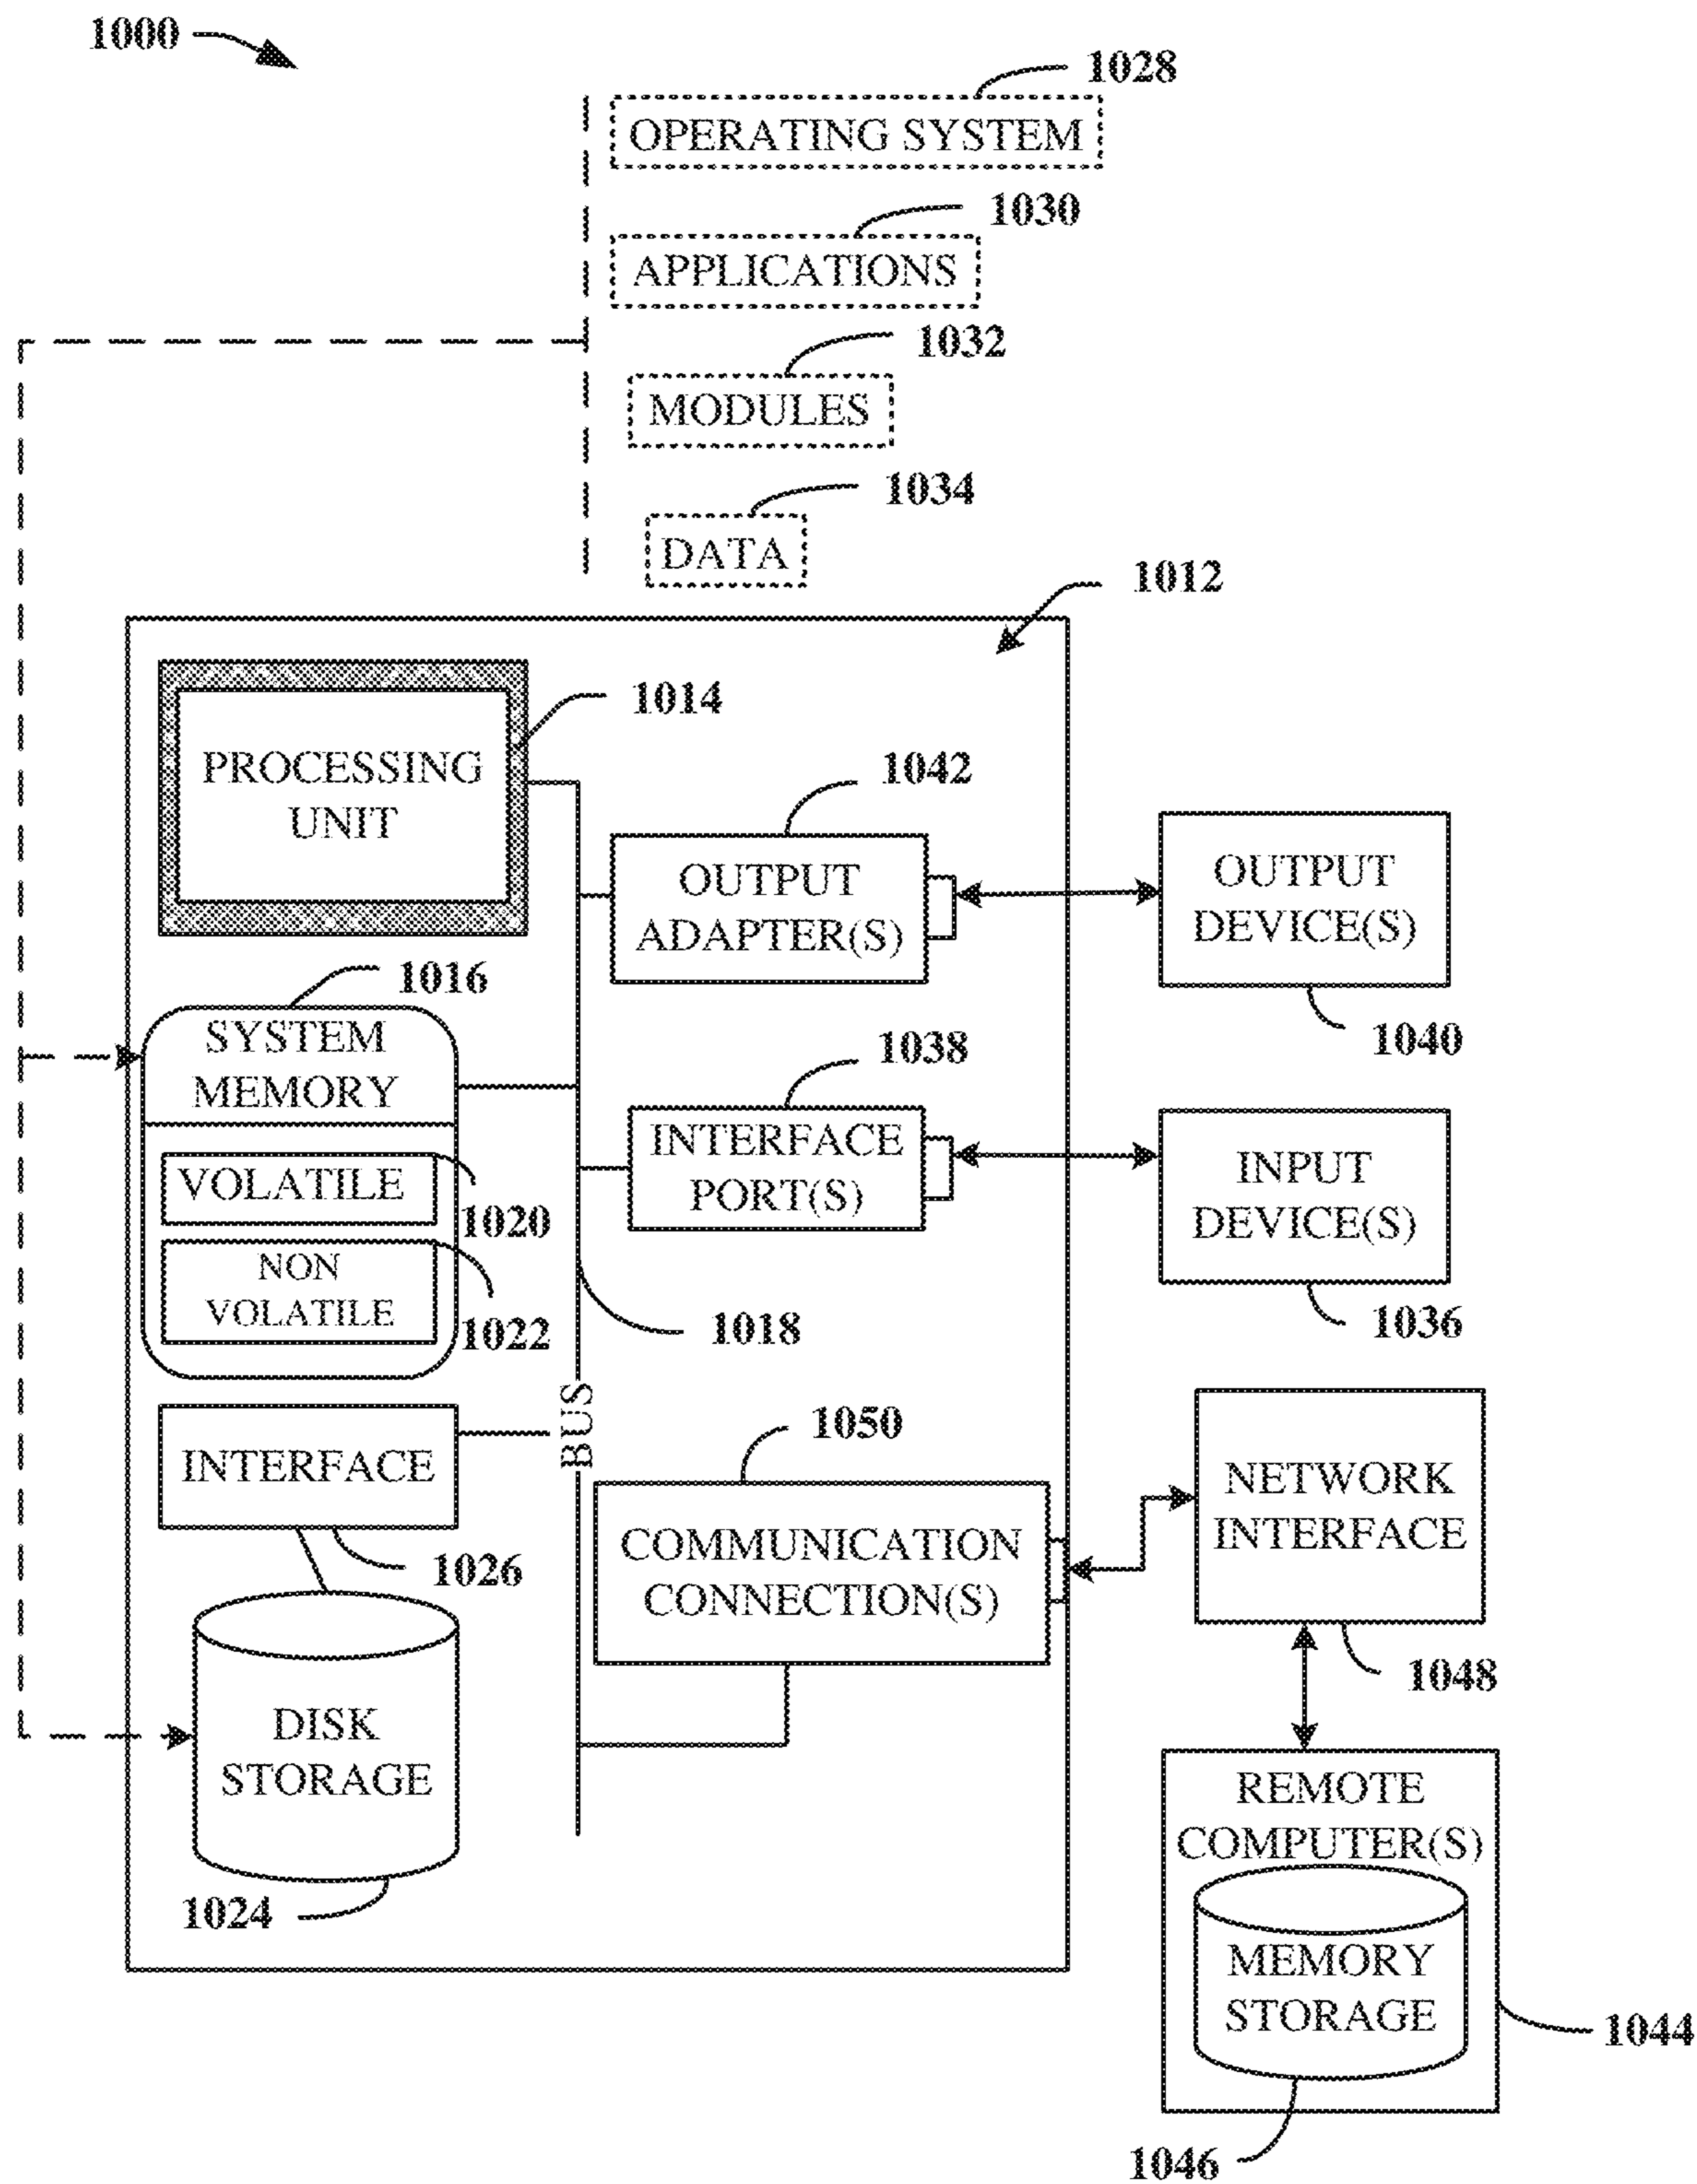 1000
1028
OPERATING SYSTEM
1030
APPLICATIONS
1032
MODULES
1034
DATA
1012
PROCESSING
UNIT
1014
1042
OUTPUT
ADAPTER(S)
OUTPUT
DEVICE(S)
1040
1016
SYSTEM
MEMORY
VOLATILE
1020
NON
VOLATILE
1022
1038
INTERFACE
PORT(S)
INPUT
DEVICE(S)
1036
1018
BUS
INTERFACE
1026
1050
COMMUNICATION
CONNECTION(S)
NETWORK
INTERFACE
1048
DISK
STORAGE
1024
REMOTE
COMPUTER(S)
MEMORY
STORAGE
1044
1046